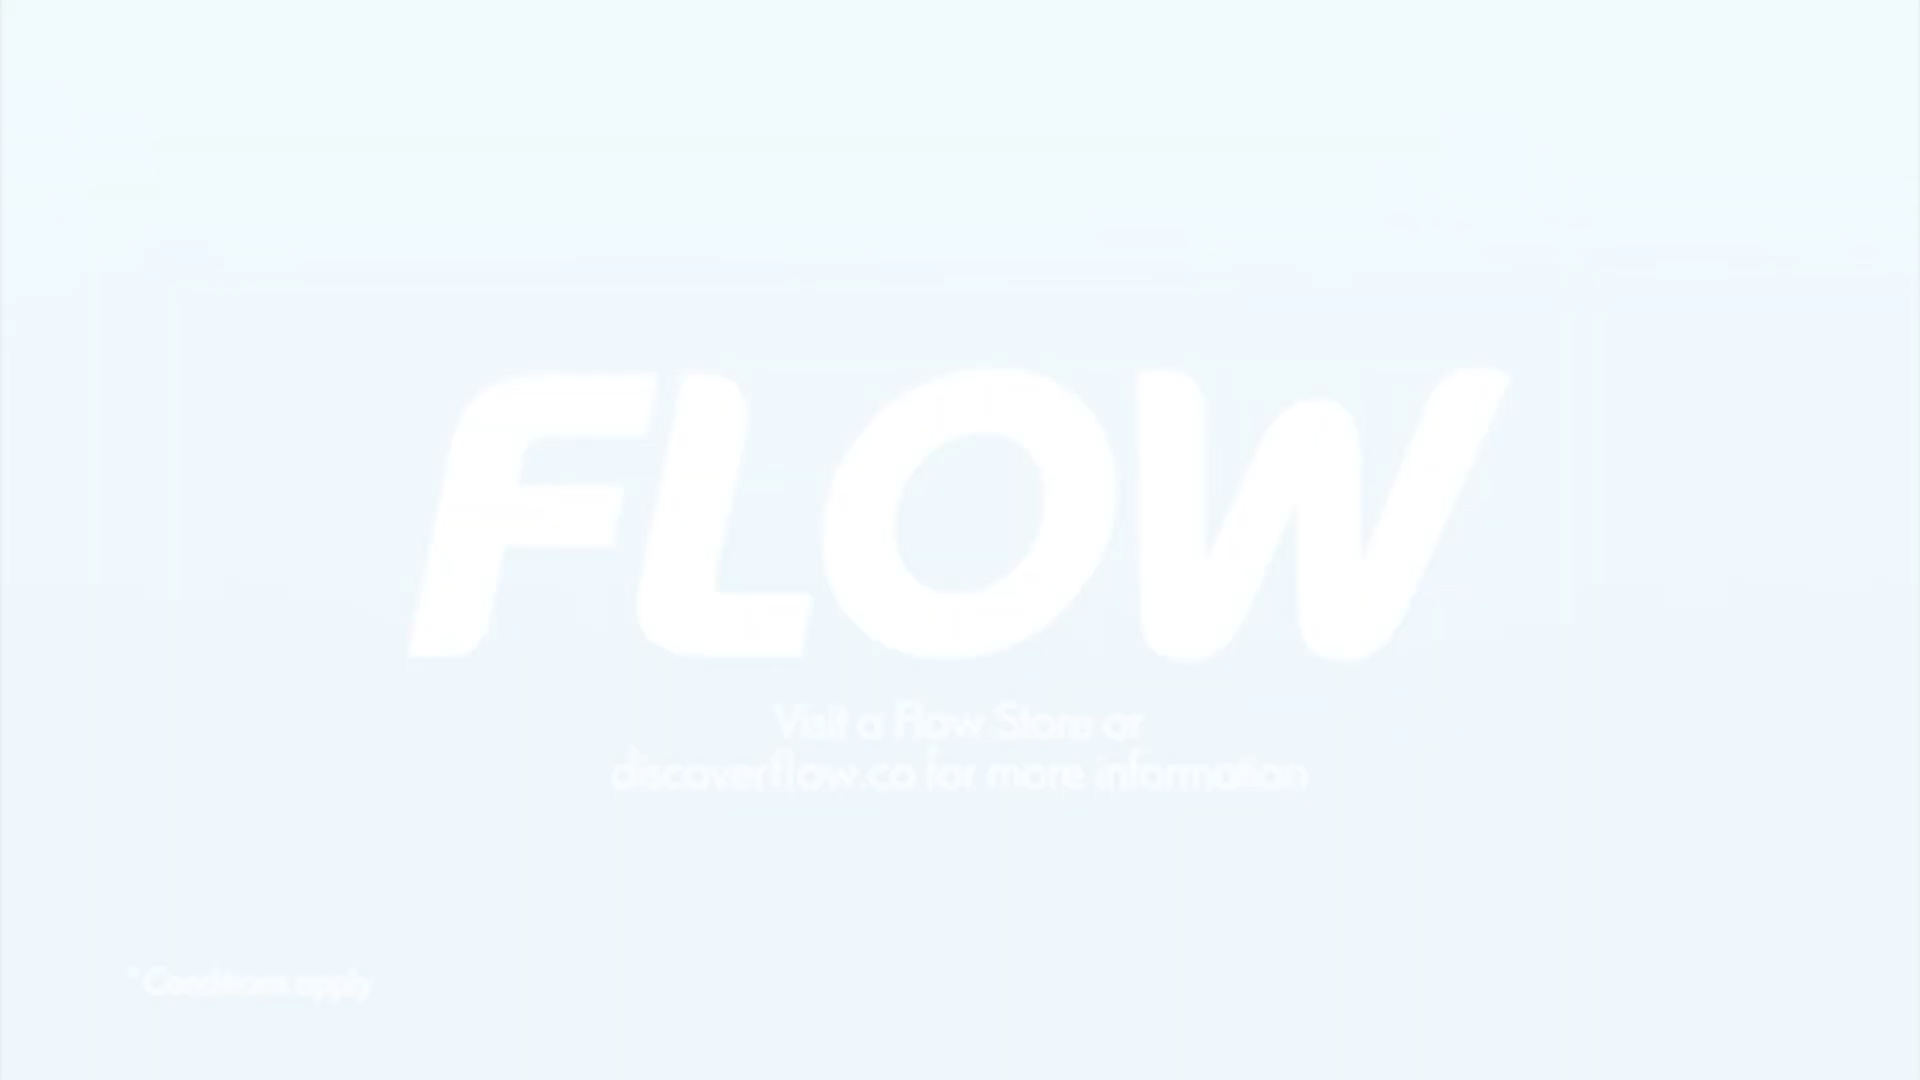 FLOW
Visit a Flow Store or
discoverflow.co for more information
* Conditions apply